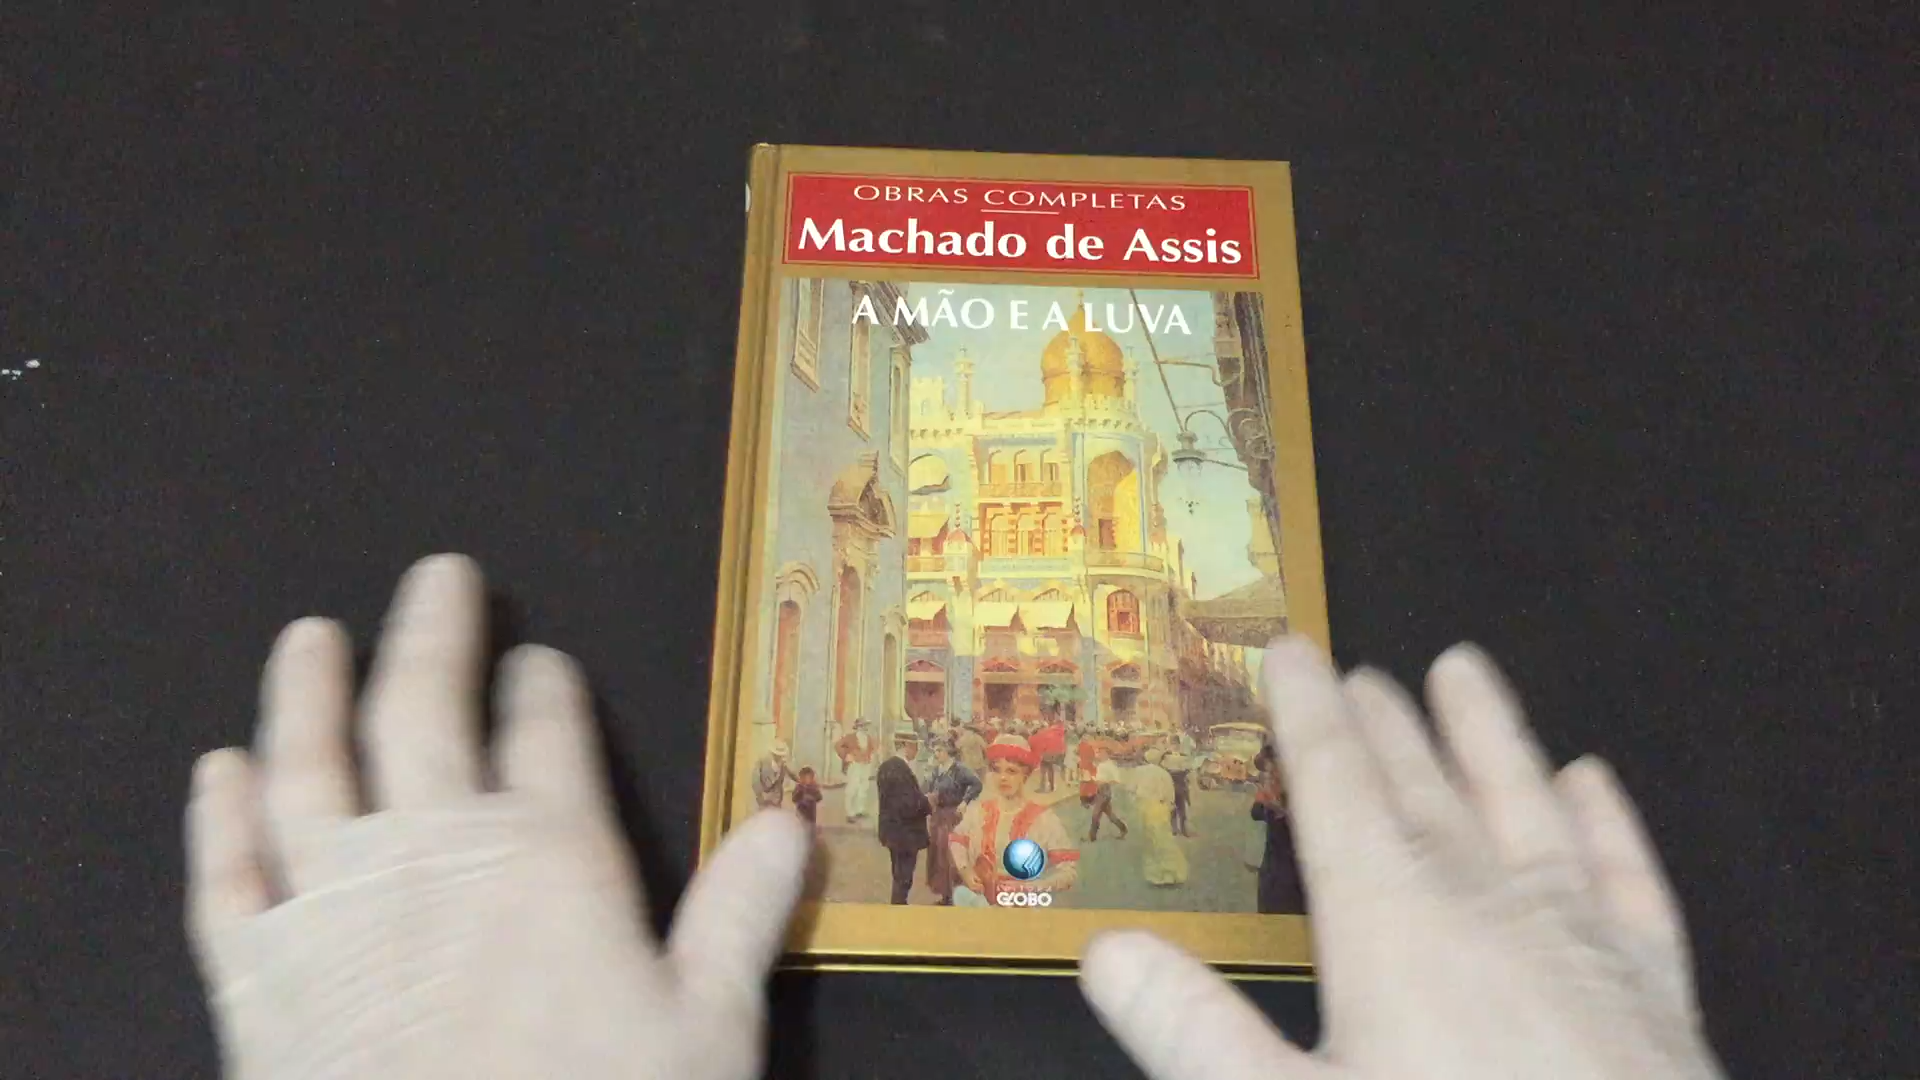 OBRAS COMPLETAS
Machado de Assis
A MÃO E A LUVA
GLOBO